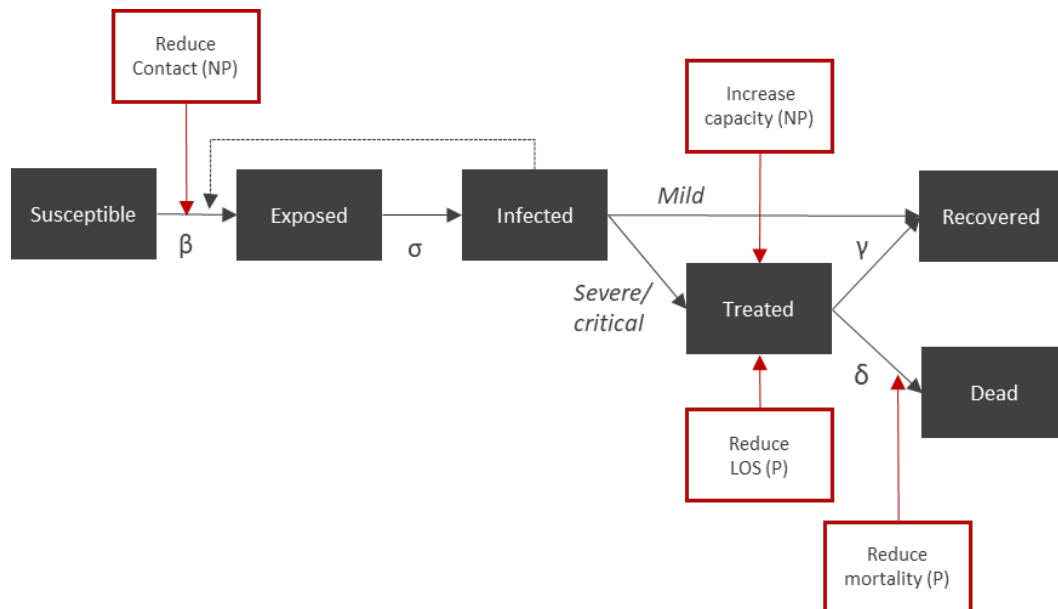 Reduce
Contact (NP)
Increase
capacity (NP)
Susceptible
β
Exposed
σ
Infected
Mild
Severe/
critical
Treated
γ
Recovered
δ
Dead
Reduce
LOS (P)
Reduce
mortality (P)